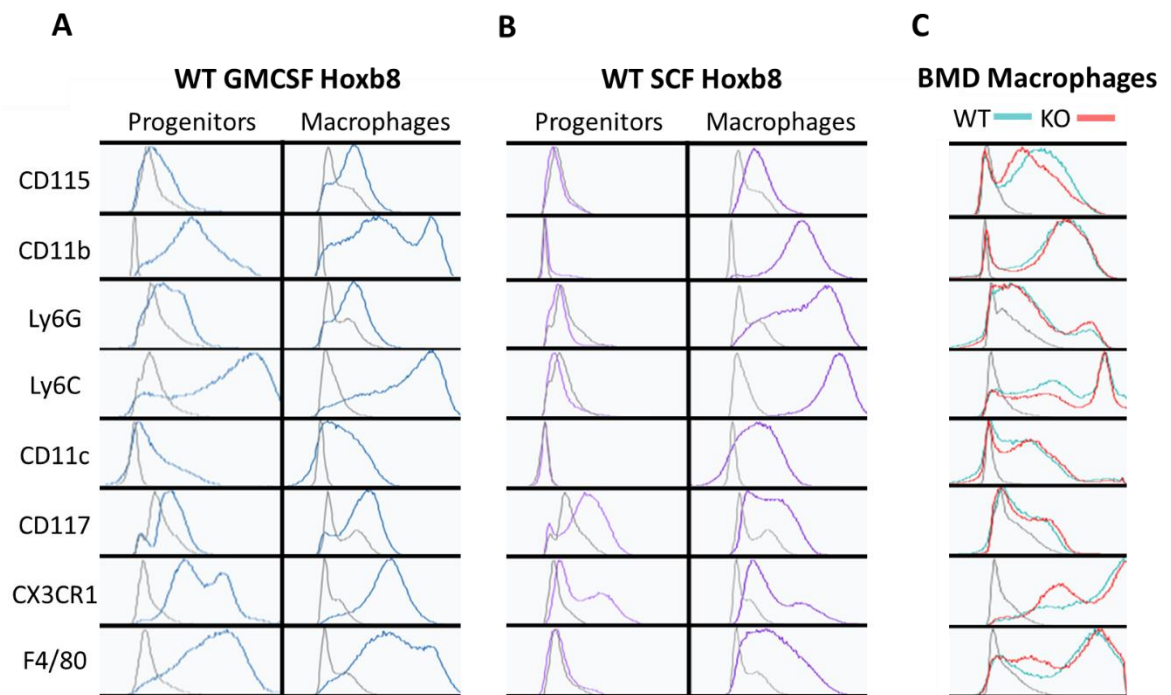 A
B
C
WT GMCSF Hoxb8
WT SCF Hoxb8
BMD Macrophages
Progenitors
Macrophages
Progenitors
Macrophages
WT
KO
CD115
CD11b
Ly6G
Ly6C
CD11c
CD117
CX3CR1
F4/80